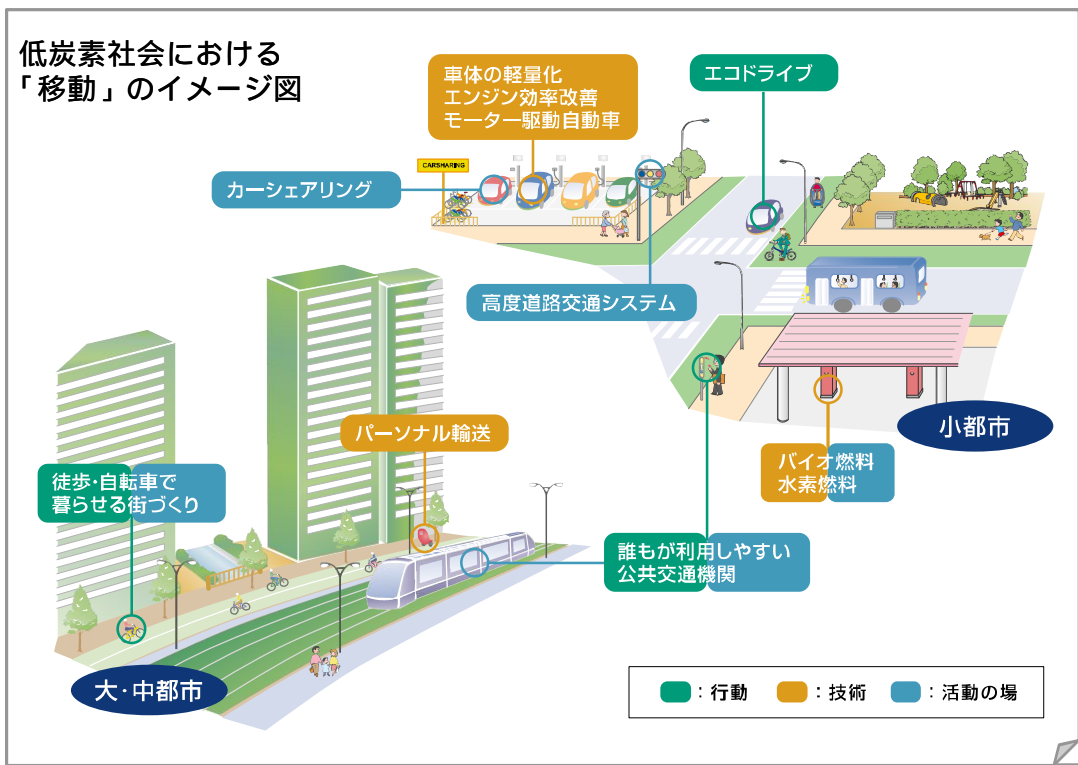 低炭素社会における
「移動」のイメージ図
車体の軽量化
エンジン効率改善
モーター駆動自動車
エコドライブ
CARSHARING
カーシェアリング
高度道路交通システム
小都市
パーソナル輸送
バイオ燃料
水素燃料
徒歩・自転車で
暮らせる街づくり
誰もが利用しやすい
公共交通機関
大・中都市
：行動 ：技術 ：活動の場